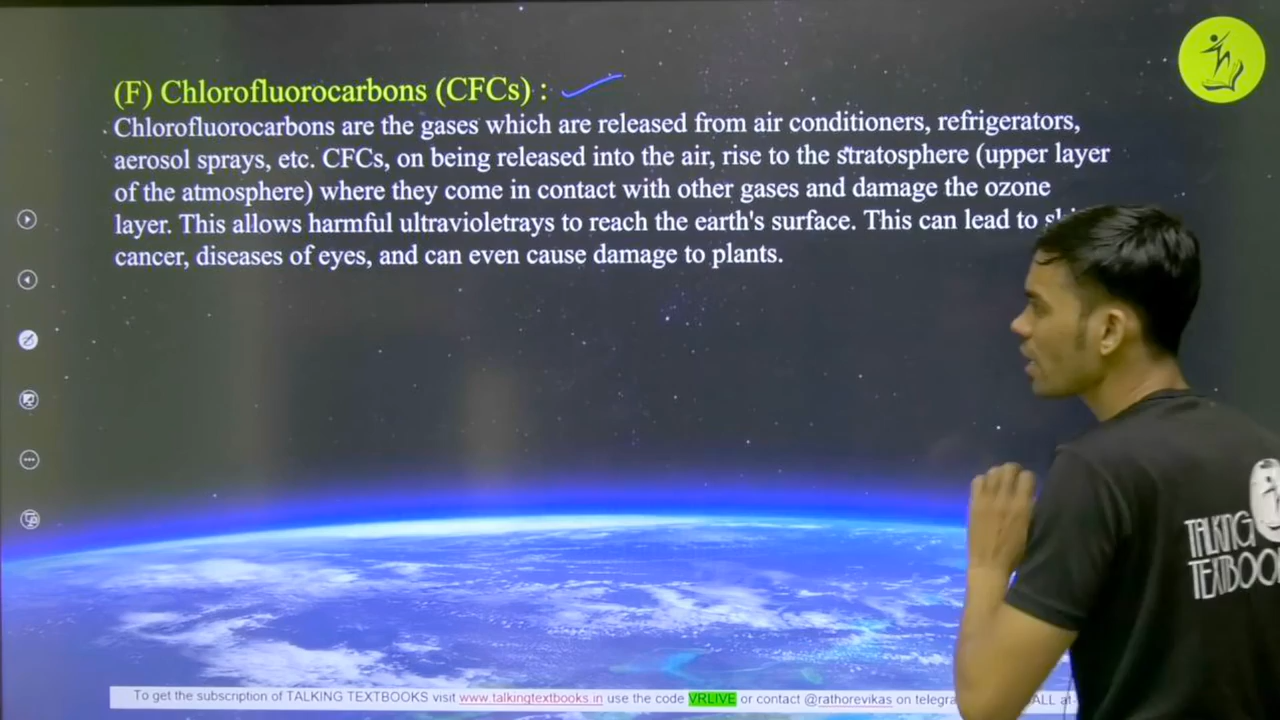 (F) Chlorofluorocarbons (CFCs) :
Chlorofluorocarbons are the gases which are released from air conditioners, refrigerators,
aerosol sprays, etc. CFCs, on being released into the air, rise to the stratosphere (upper layer
of the atmosphere) where they come in contact with other gases and damage the ozone
layer. This allows harmful ultravioletrays to reach the earth's surface. This can lead to
cancer, diseases of eyes, and can even cause damage to plants.
TALKING
To get the subscription of TALKING TEXTBOOKS visit www.talkingtextbooks.in use the code VRLIVE or contact @rathorevikas on